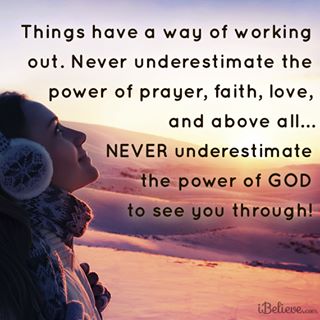 Things have a way of working
out. Never underestimate the
power of prayer, faith, love,
and above all...
NEVER underestimate
the power of GOD
to see you through!
iBelieve.com